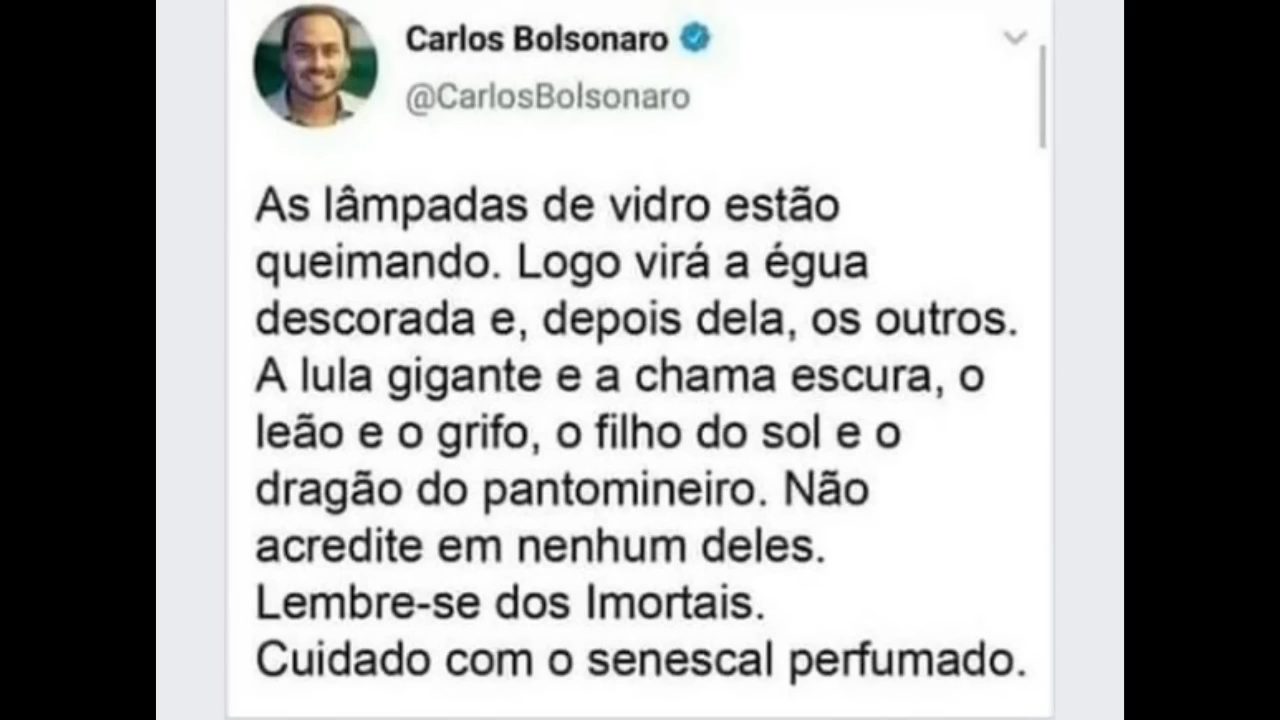 Carlos Bolsonaro
@CarlosBolsonaro
As lâmpadas de vidro estão
queimando. Logo virá a égua
descorada e, depois dela, os outros.
A lula gigante e a chama escura, o
leão e o grifo, o filho do sol e o
dragão do pantomineiro. Não
acredite em nenhum deles.
Lembre-se dos Imortais.
Cuidado com o senescal perfumado.